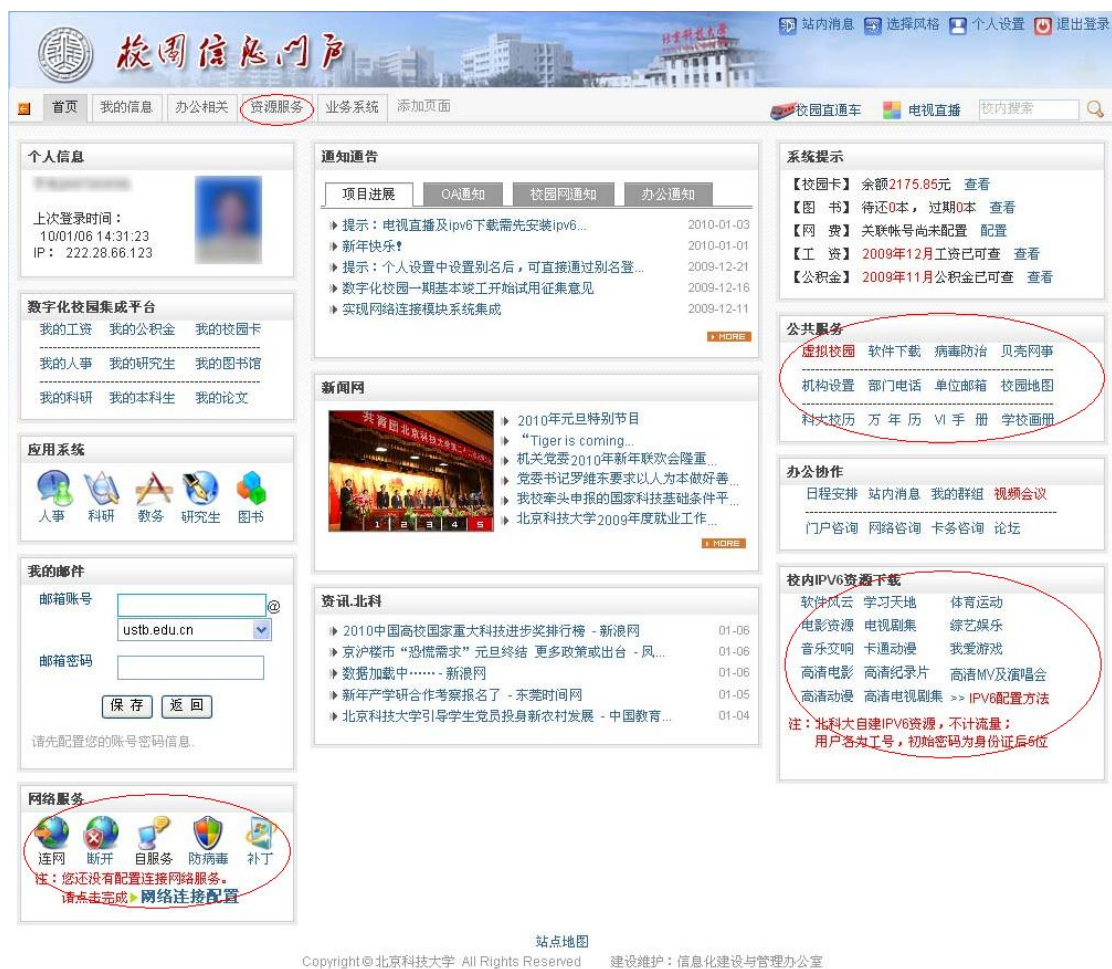 校园信息门户
北京科技大学
站内消息 选择风格 个人设置 退出登录
首页 我的信息 办公相关 资源服务 业务系统 添加页面
校园直通车 电视直播 校内搜索
个人信息
上次登录时间：
10/01/06 14:31:23
IP： 222.28.66.123
数字化校园集成平台
我的工资 我的公积金 我的校园卡
我的人事 我的研究生 我的图书馆
我的科研 我的本科生 我的论文
应用系统
人事 科研 教务 研究生 图书
我的邮件
邮箱账号 @
ustb.edu.cn
邮箱密码
保 存 返 回
请先配置您的账号密码信息.
网络服务
连网 断开 自服务 防病毒 补丁
注：您还没有配置连接网络服务。
请点击完成 网络连接配置
通知通告
项目进展 OA通知 校园网通知 办公通知
提示：电视直播及ipv6下载需先安装ipv6... 2010-01-03
新年快乐! 2010-01-01
提示：个人设置中设置别名后，可直接通过别名登... 2009-12-21
数字化校园一期基本竣工开始试用征集意见 2009-12-16
实现网络连接模块系统集成 2009-12-11
MORE
新闻网
共青团北京科技大学第二十
1 2 3 4 5
2010年元旦特别节目
“Tiger is coming...
机关党委2010年新年联欢会隆重...
党委书记罗维东要求以人为本做好善...
我校牵头申报的国家科技基础条件平...
北京科技大学2009年度就业工作...
MORE
资讯.北科
2010中国高校国家重大科技进步奖排行榜 - 新浪网 01-06
京沪楼市“恐慌需求”元旦终结 更多政策或出台 - 凤... 01-06
数据加载中…… - 新浪网 01-06
新年产学研合作考察报名了 - 东莞时间网 01-05
北京科技大学引导学生党员投身新农村发展 - 中国教育... 01-04
系统提示
【校园卡】 余额2175.85元 查看
【图 书】 待还0本， 过期0本 查看
【网 费】 关联帐号尚未配置 配置
【工 资】 2009年12月工资已可查 查看
【公积金】 2009年11月公积金已可查 查看
公共服务
虚拟校园 软件下载 病毒防治 贝壳网事
机构设置 部门电话 单位邮箱 校园地图
科大校历 万 年 历 VI 手 册 学校画册
办公协作
日程安排 站内消息 我的群组 视频会议
门户咨询 网络咨询 卡务咨询 论坛
校内IPV6资源下载
软件风云 学习天地 体育运动
电影资源 电视剧集 综艺娱乐
音乐交响 卡通动漫 我爱游戏
高清电影 高清纪录片 高清MV及演唱会
高清动漫 高清电视剧集 >> IPV6配置方法
注：北科大自建IPV6资源，不计流量；
用户名为工号，初始密码为身份证后5位
站点地图
Copyright©北京科技大学 All Rights Reserved 建设维护：信息化建设与管理办公室